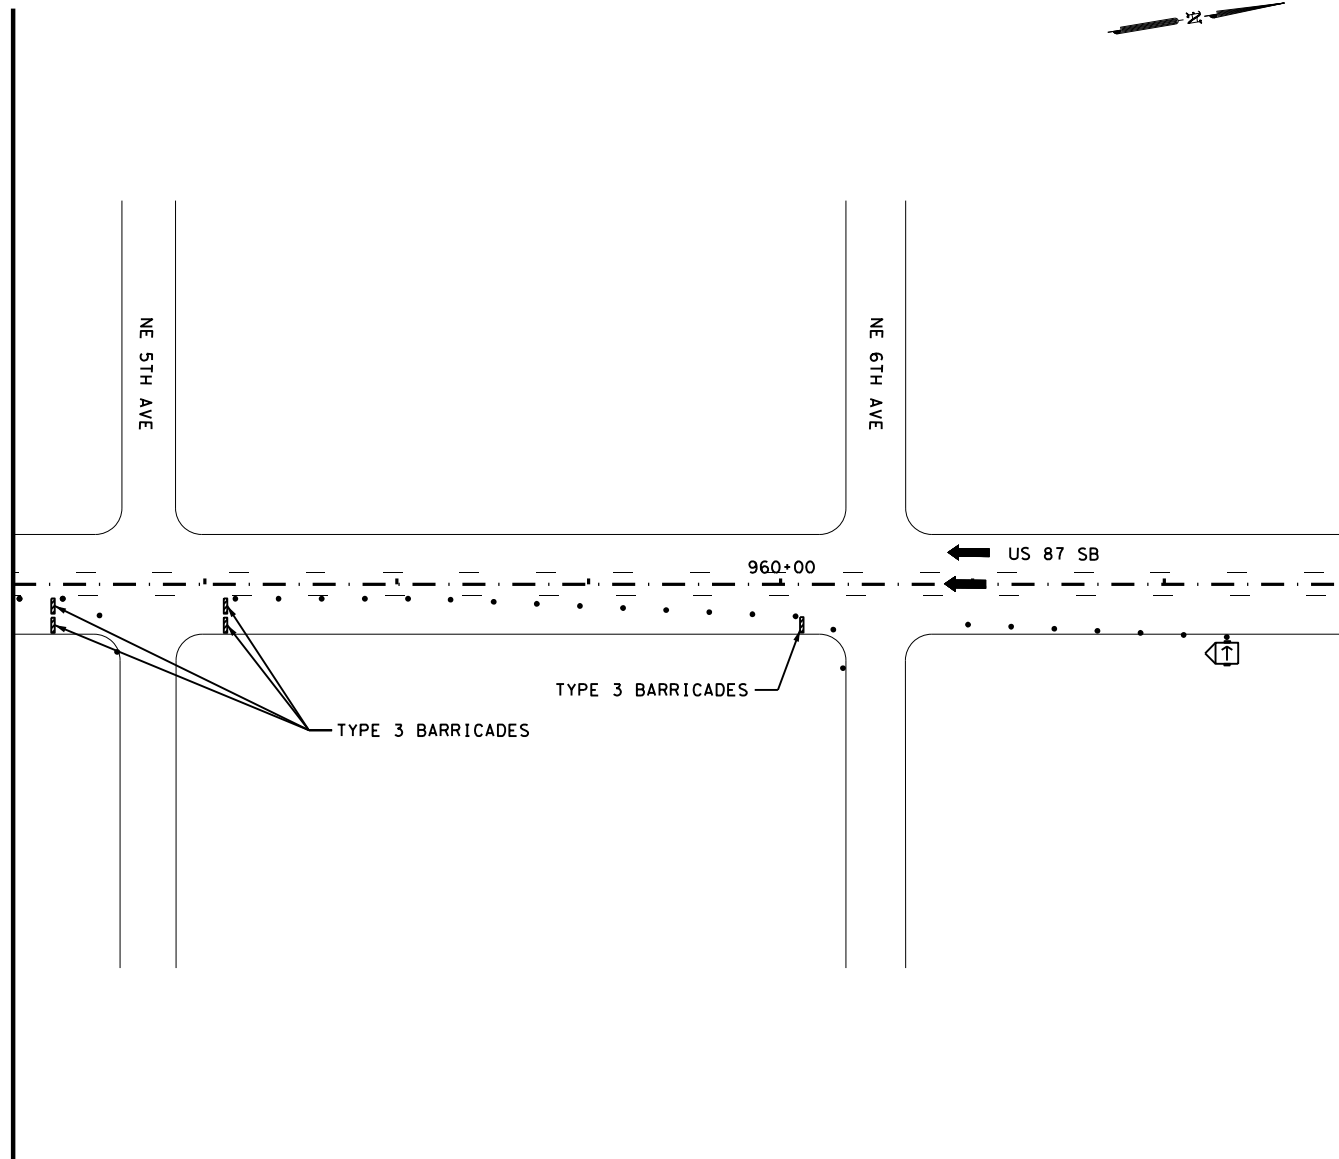 N
NE 5TH AVE
NE 6TH AVE
US 87 SB
960+00
TYPE 3 BARRICADES
TYPE 3 BARRICADES